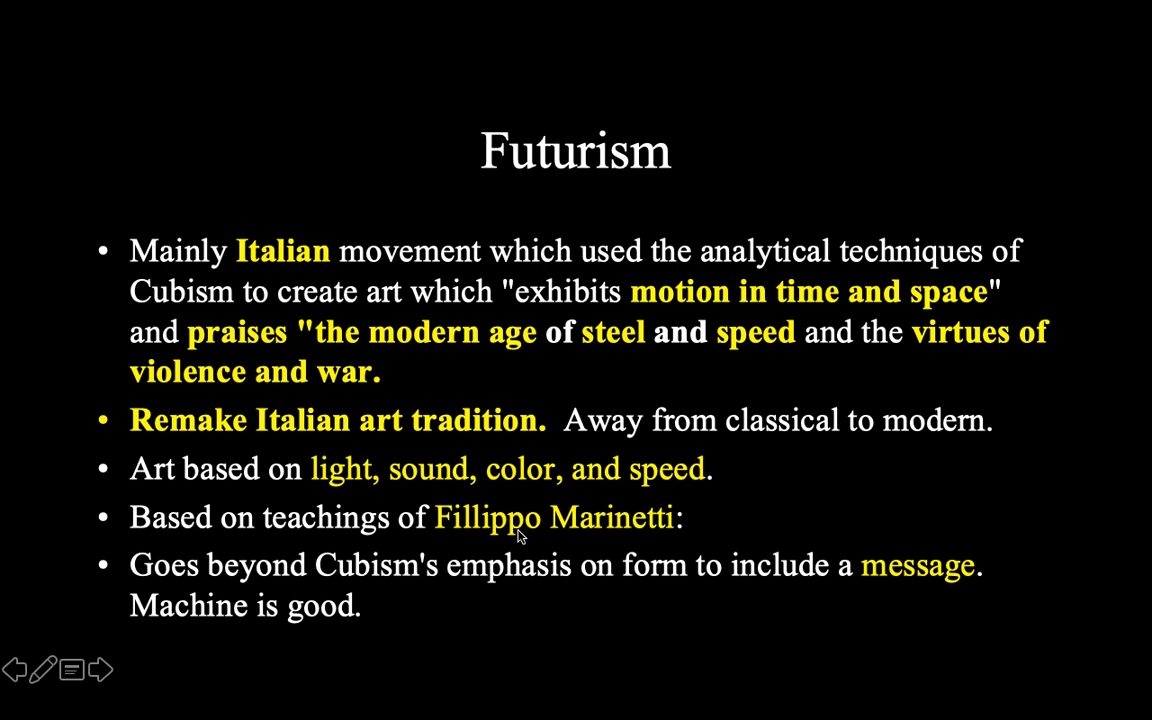 Futurism
• Mainly Italian movement which used the analytical techniques of
Cubism to create art which "exhibits motion in time and space"
and praises "the modern age of steel and speed and the virtues of
violence and war.
• Remake Italian art tradition.  Away from classical to modern.
• Art based on light, sound, color, and speed.
• Based on teachings of Fillippo Marinetti:
• Goes beyond Cubism's emphasis on form to include a message.
Machine is good.